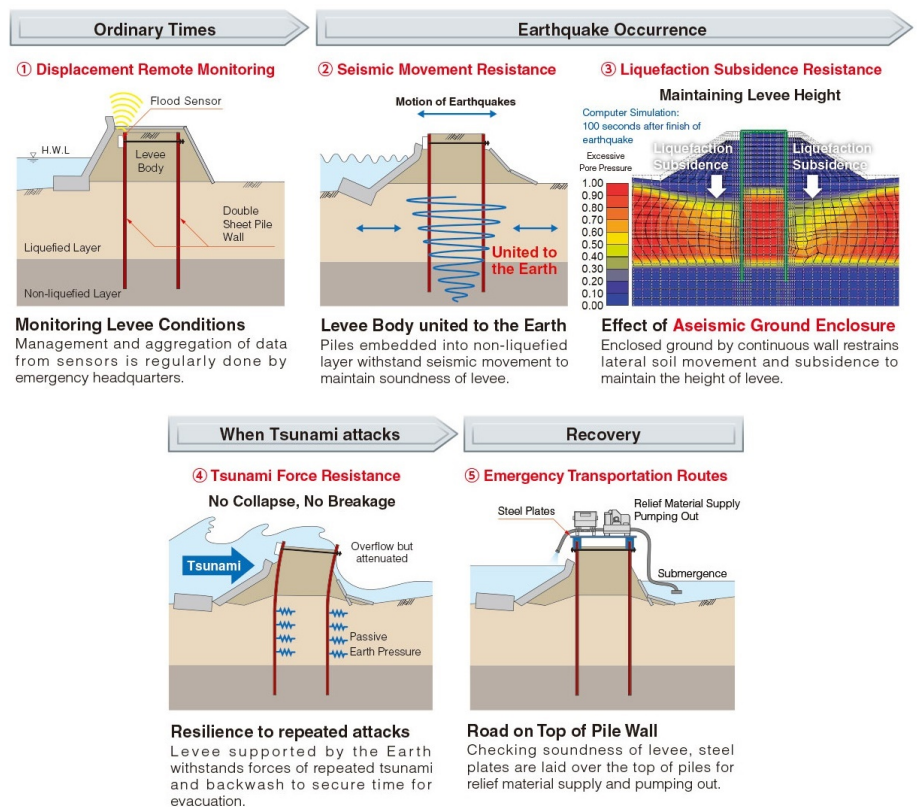 Ordinary Times
Earthquake Occurrence
① Displacement Remote Monitoring
Flood Sensor
H.W.L
Levee
Body
Double
Sheet Pile
Wall
Liquefied Layer
Non-liquefied Layer
Monitoring Levee Conditions
Management and aggregation of data
from sensors is regularly done by
emergency headquarters.
② Seismic Movement Resistance
Motion of Earthquakes
United to
the Earth
Levee Body united to the Earth
Piles embedded into non-liquefied
layer withstand seismic movement to
maintain soundness of levee.
③ Liquefaction Subsidence Resistance
Maintaining Levee Height
Computer Simulation:
100 seconds after finish of
earthquake
Excessive
Pore Pressure
1.00
0.90
0.80
0.70
0.60
0.50
0.40
0.30
0.20
0.10
0.00
Liquefaction
Subsidence
Liquefaction
Subsidence
Effect of Aseismic Ground Enclosure
Enclosed ground by continuous wall restrains
lateral soil movement and subsidence to
maintain the height of levee.
When Tsunami attacks
Recovery
④ Tsunami Force Resistance
No Collapse, No Breakage
Tsunami
Overflow but
attenuated
Passive
Earth Pressure
Resilience to repeated attacks
Levee supported by the Earth
withstands forces of repeated tsunami
and backwash to secure time for
evacuation.
⑤ Emergency Transportation Routes
Steel Plates
Relief Material Supply
Pumping Out
Submergence
Road on Top of Pile Wall
Checking soundness of levee, steel
plates are laid over the top of piles for
relief material supply and pumping out.